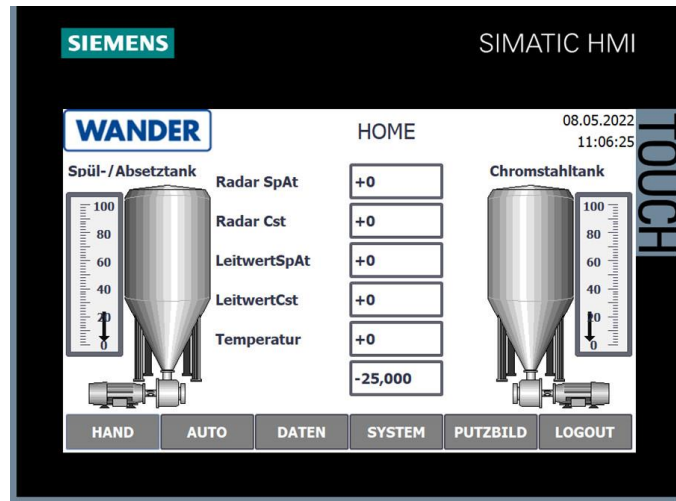 SIEMENS
SIMATIC HMI
TOUCH
WANDER
HOME
08.05.2022
11:06:25
Spül-/Absetztank
Chromstahltank
Radar SpAt +0
Radar Cst +0
LeitwertSpAt +0
LeitwertCst +0
Temperatur +0
-25,000
100
80
60
40
20
0
100
80
60
40
20
0
HAND AUTO DATEN SYSTEM PUTZBILD LOGOUT